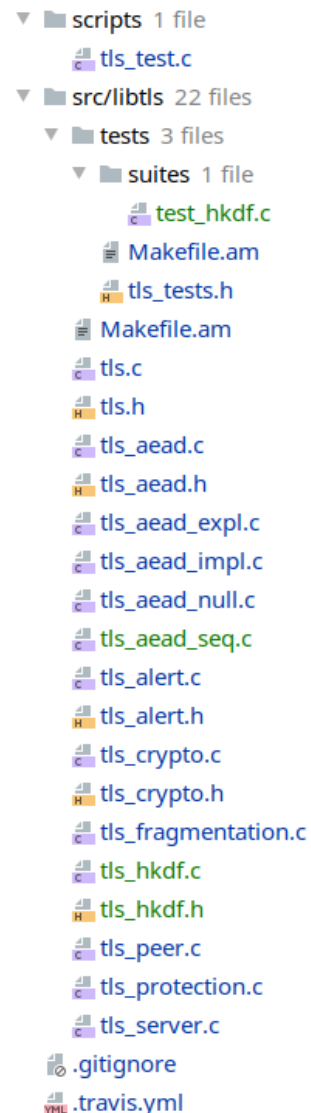 scripts 1 file
tls_test.c
src/libtls 22 files
tests 3 files
suites 1 file
test_hkdf.c
Makefile.am
tls_tests.h
Makefile.am
tls.c
tls.h
tls_aead.c
tls_aead.h
tls_aead_expl.c
tls_aead_impl.c
tls_aead_null.c
tls_aead_seq.c
tls_alert.c
tls_alert.h
tls_crypto.c
tls_crypto.h
tls_fragmentation.c
tls_hkdf.c
tls_hkdf.h
tls_peer.c
tls_protection.c
tls_server.c
.gitignore
YML .travis.yml